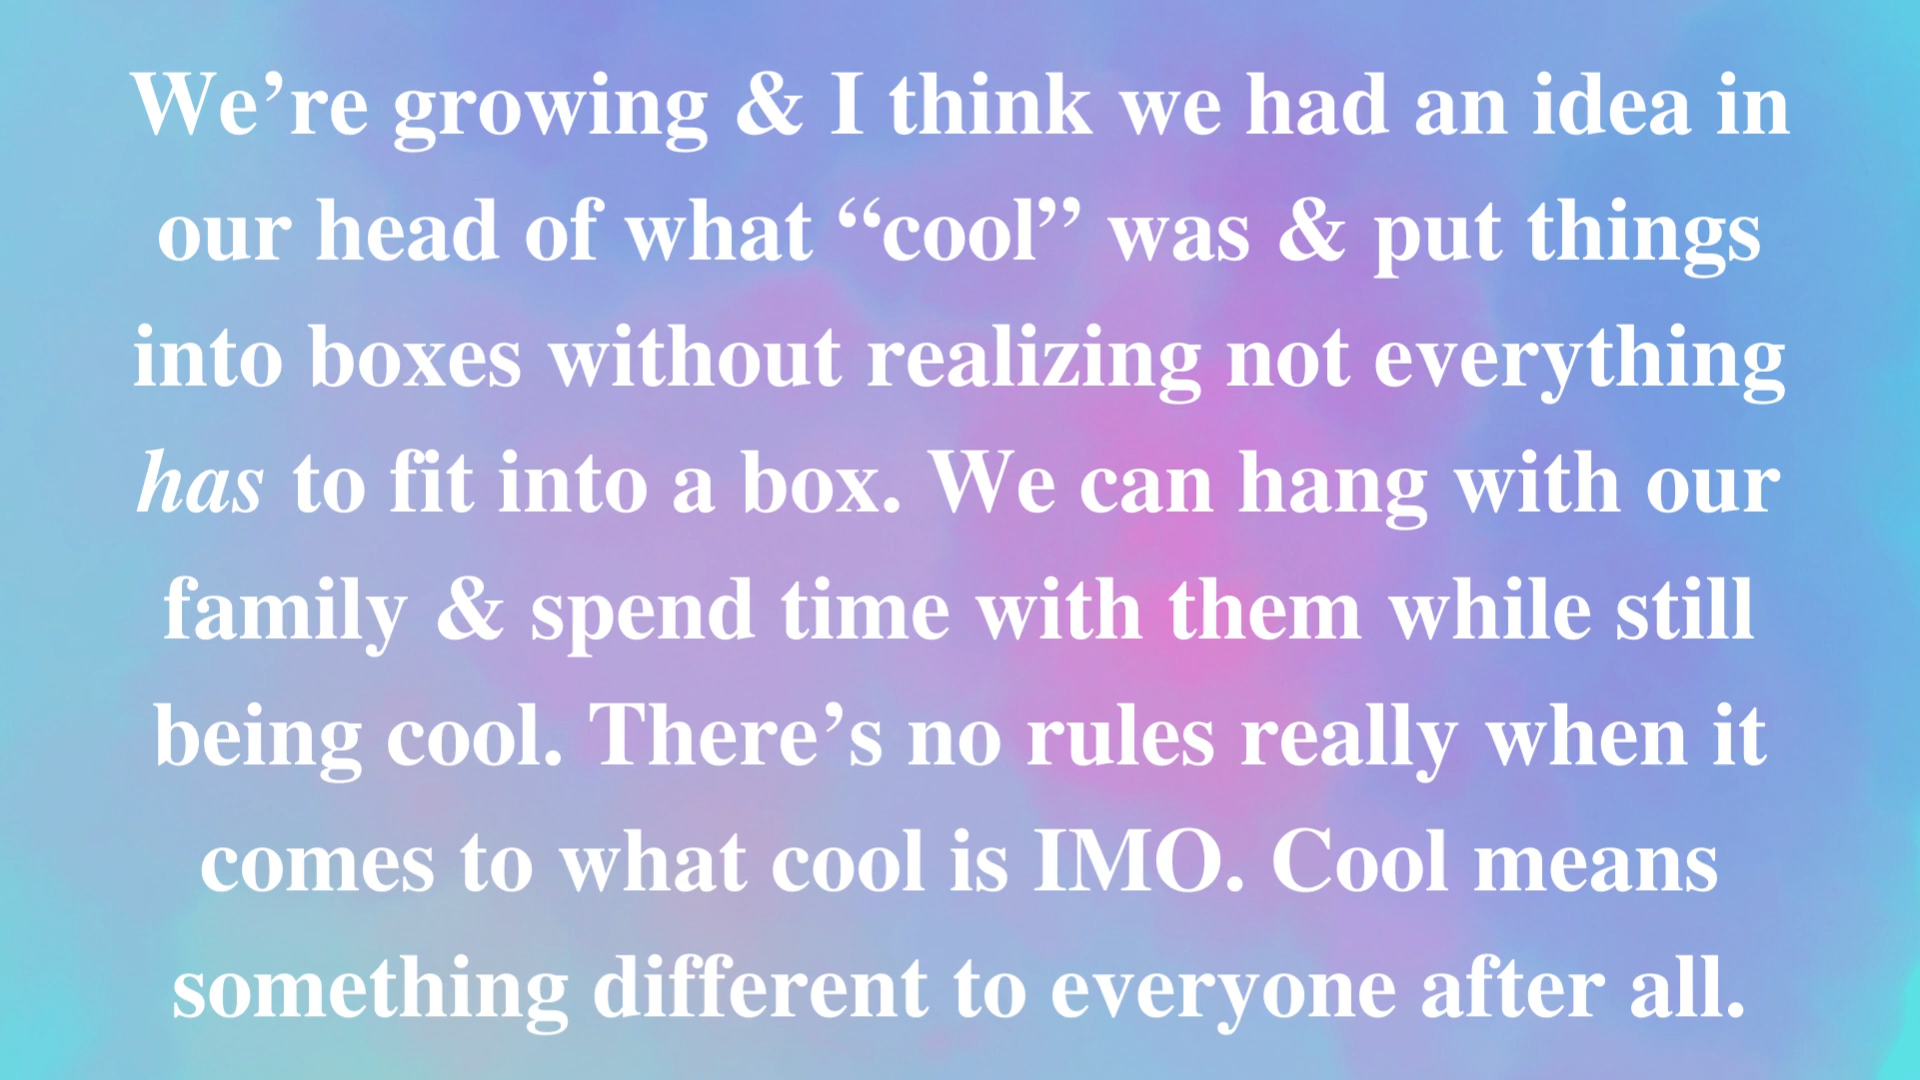 We’re growing & I think we had an idea in
our head of what “cool” was & put things
into boxes without realizing not everything
has to fit into a box. We can hang with our
family & spend time with them while still
being cool. There’s no rules really when it
comes to what cool is IMO. Cool means
something different to everyone after all.